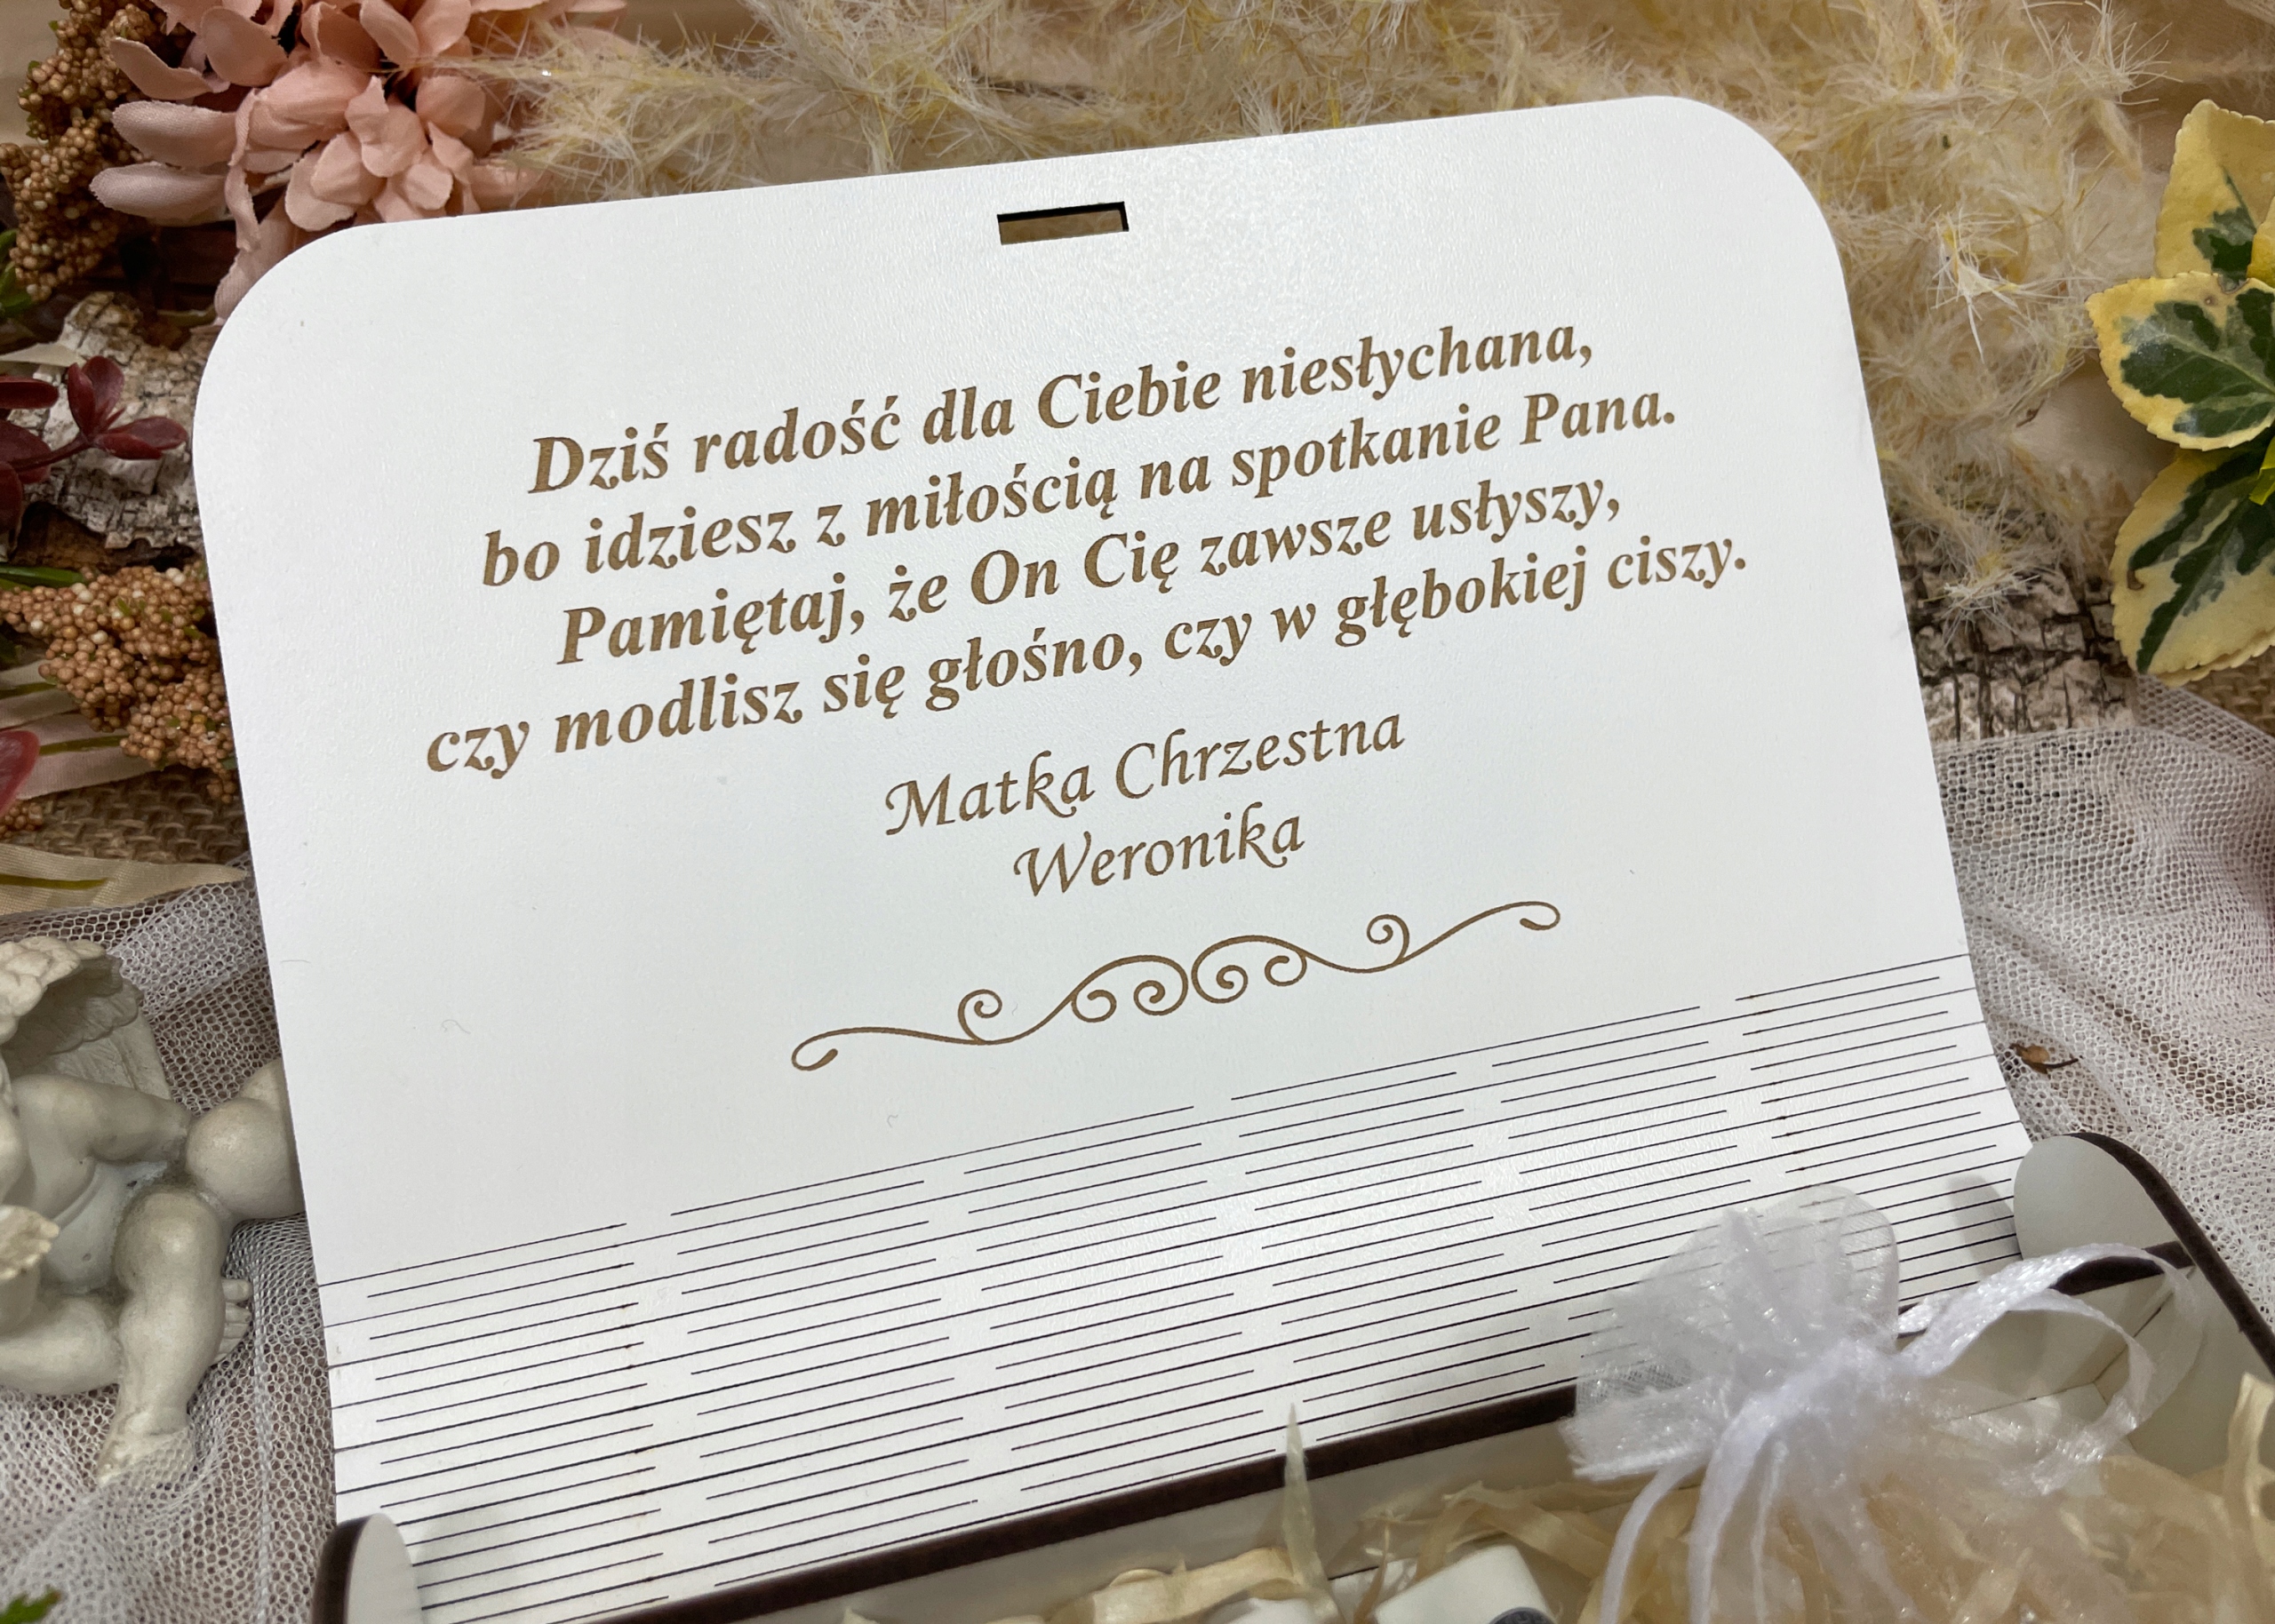 Dziś radość dla Ciebie niesłychana,
bo idziesz z miłością na spotkanie Pana.
Pamiętaj, że On Cię zawsze usłyszy,
czy modlisz się głośno, czy w głębokiej ciszy.
Matka Chrzestna
Weronika